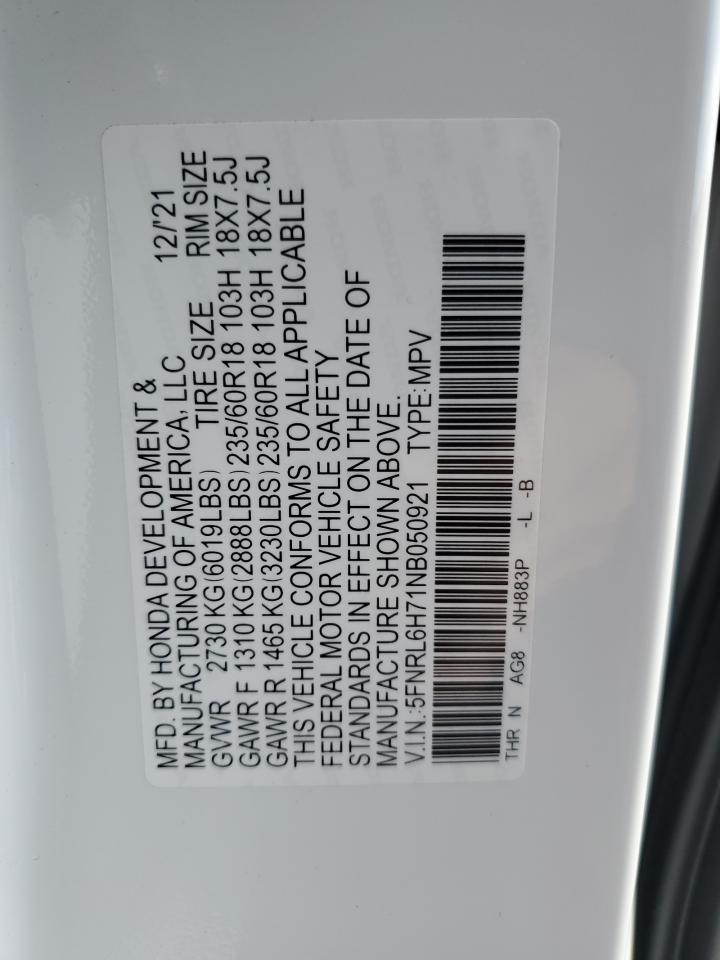 MFD. BY HONDA DEVELOPMENT &
MANUFACTURING OF AMERICA, LLC 12/'21
GVWR 2730 KG(6019LBS) TIRE SIZE RIM SIZE
GAWR F 1310 KG(2888LBS)235/60R18 103H 18X7.5J
GAWR R 1465 KG(3230LBS)235/60R18 103H 18X7.5J
THIS VEHICLE CONFORMS TO ALL APPLICABLE
FEDERAL MOTOR VEHICLE SAFETY
STANDARDS IN EFFECT ON THE DATE OF
MANUFACTURE SHOWN ABOVE.
V.I.N.:5FNRL6H71NB050921 TYPE:MPV
THR N AG8 -NH883P -L -B